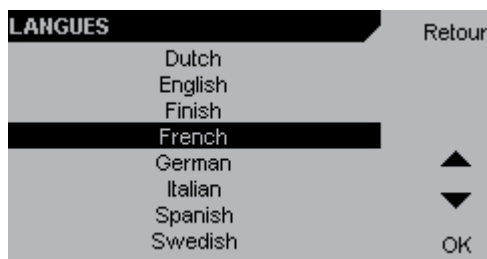 LANGUES
Retour
Dutch
English
Finish
French
German
Italian
Spanish
Swedish
OK